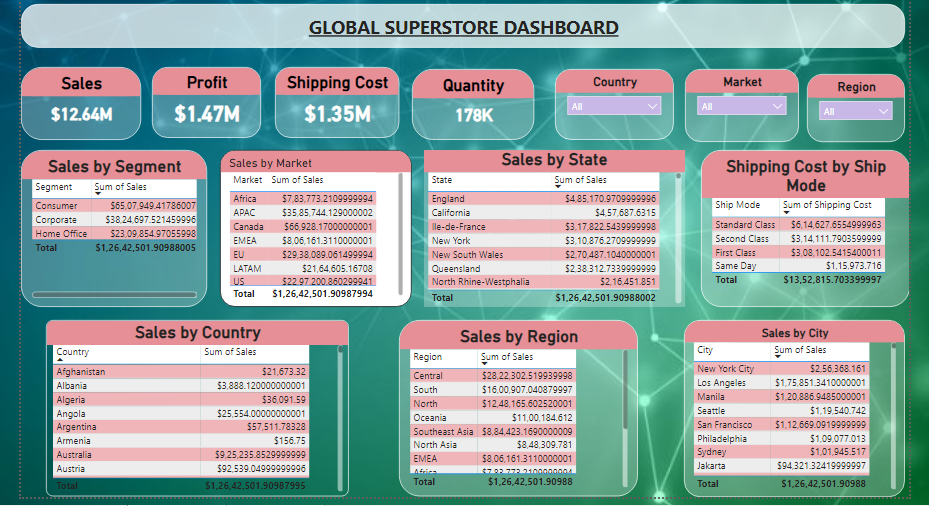 GLOBAL SUPERSTORE DASHBOARD
Sales
$12.64M
Profit
$1.47M
Shipping Cost
$1.35M
Quantity
178K
Country
All
Market
All
Region
All
Sales by Segment
Segment Sum of Sales
Consumer $65,07,949.41786007
Corporate $38,24,697.521459996
Home Office $23,09,854.97055998
Total $1,26,42,501.90988005
Sales by Market
Market Sum of Sales
Africa $7,83,773.2109999994
APAC $35,85,744.129000002
Canada $66,928.17000000001
EMEA $8,06,161.3110000001
EU $29,38,089.061499994
LATAM $21,64,605.16708
US $22,97,200.860299941
Total $1,26,42,501.90987994
Sales by State
State Sum of Sales
England $4,85,170.9709999996
California $4,57,687.6315
Ile-de-France $3,17,822.5439999998
New York $3,10,876.2709999999
New South Wales $2,70,487.1040000001
Queensland $2,38,312.7339999999
North Rhine-Westphalia $2,16,451.851
Total $1,26,42,501.90988002
Shipping Cost by Ship
Mode
Ship Mode Sum of Shipping Cost
Standard Class $6,14,627.6559999963
Second Class $3,14,111.7903599999
First Class $3,08,102.5415400011
Same Day $1,15,973.716
Total $13,52,815.703399997
Sales by Country
Country Sum of Sales
Afghanistan $21,673.32
Albania $3,888.120000000001
Algeria $36,091.59
Angola $25,554.00000000001
Argentina $57,511.78328
Armenia $156.75
Australia $9,25,235.8529999999
Austria $92,539.04999999996
Total $1,26,42,501.90987995
Sales by Region
Region Sum of Sales
Central $28,22,302.519939998
South $16,00,907.040879997
North $12,48,165.602520001
Oceania $11,00,184.612
Southeast Asia $8,84,423.1690000009
North Asia $8,48,309.781
EMEA $8,06,161.3110000001
Africa $7,83,773.2109999994
Total $1,26,42,501.90988
Sales by City
City Sum of Sales
New York City $2,56,368.161
Los Angeles $1,75,851.3410000001
Manila $1,20,886.9485000001
Seattle $1,19,540.742
San Francisco $1,12,669.0919999999
Philadelphia $1,09,077.013
Sydney $1,01,945.517
Jakarta $94,321.32419999997
Total $1,26,42,501.90988